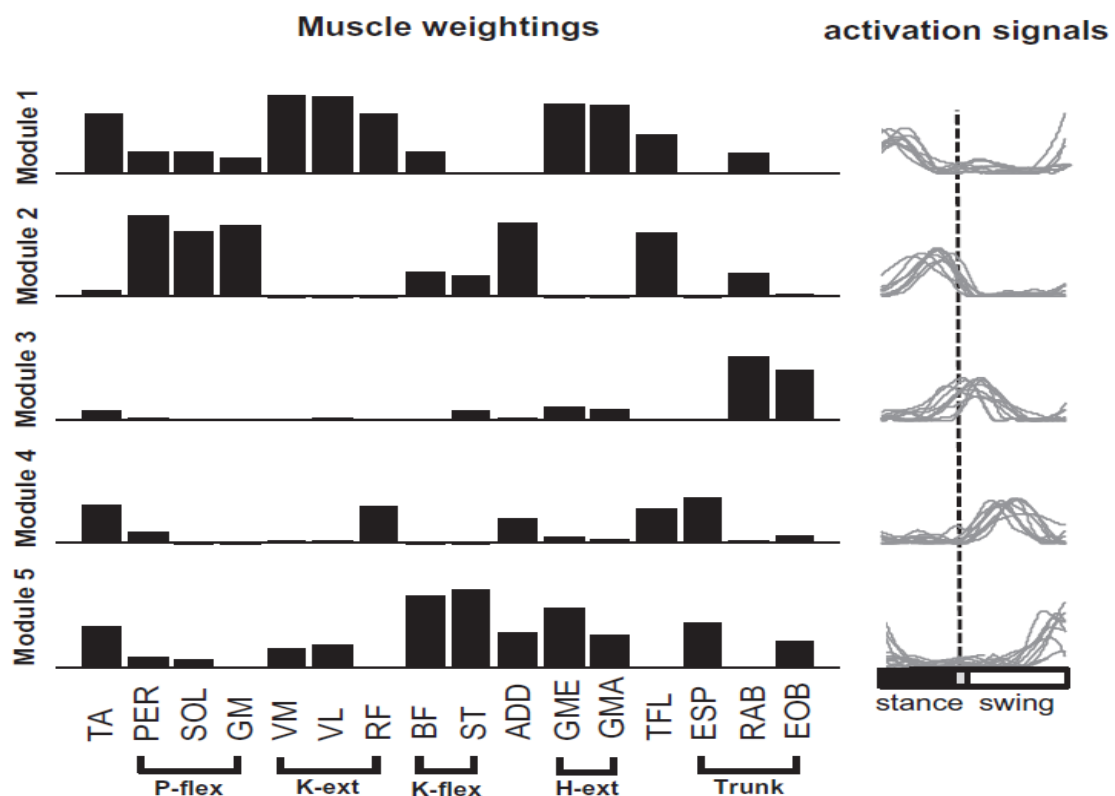 Muscle weightings
activation signals
Module 1
Module 2
Module 3
Module 4
Module 5
TA PER SOL GM VM VL RF BF ST ADD GME GMA TFL ESP RAB EOB
P-flex K-ext K-flex H-ext Trunk
stance swing